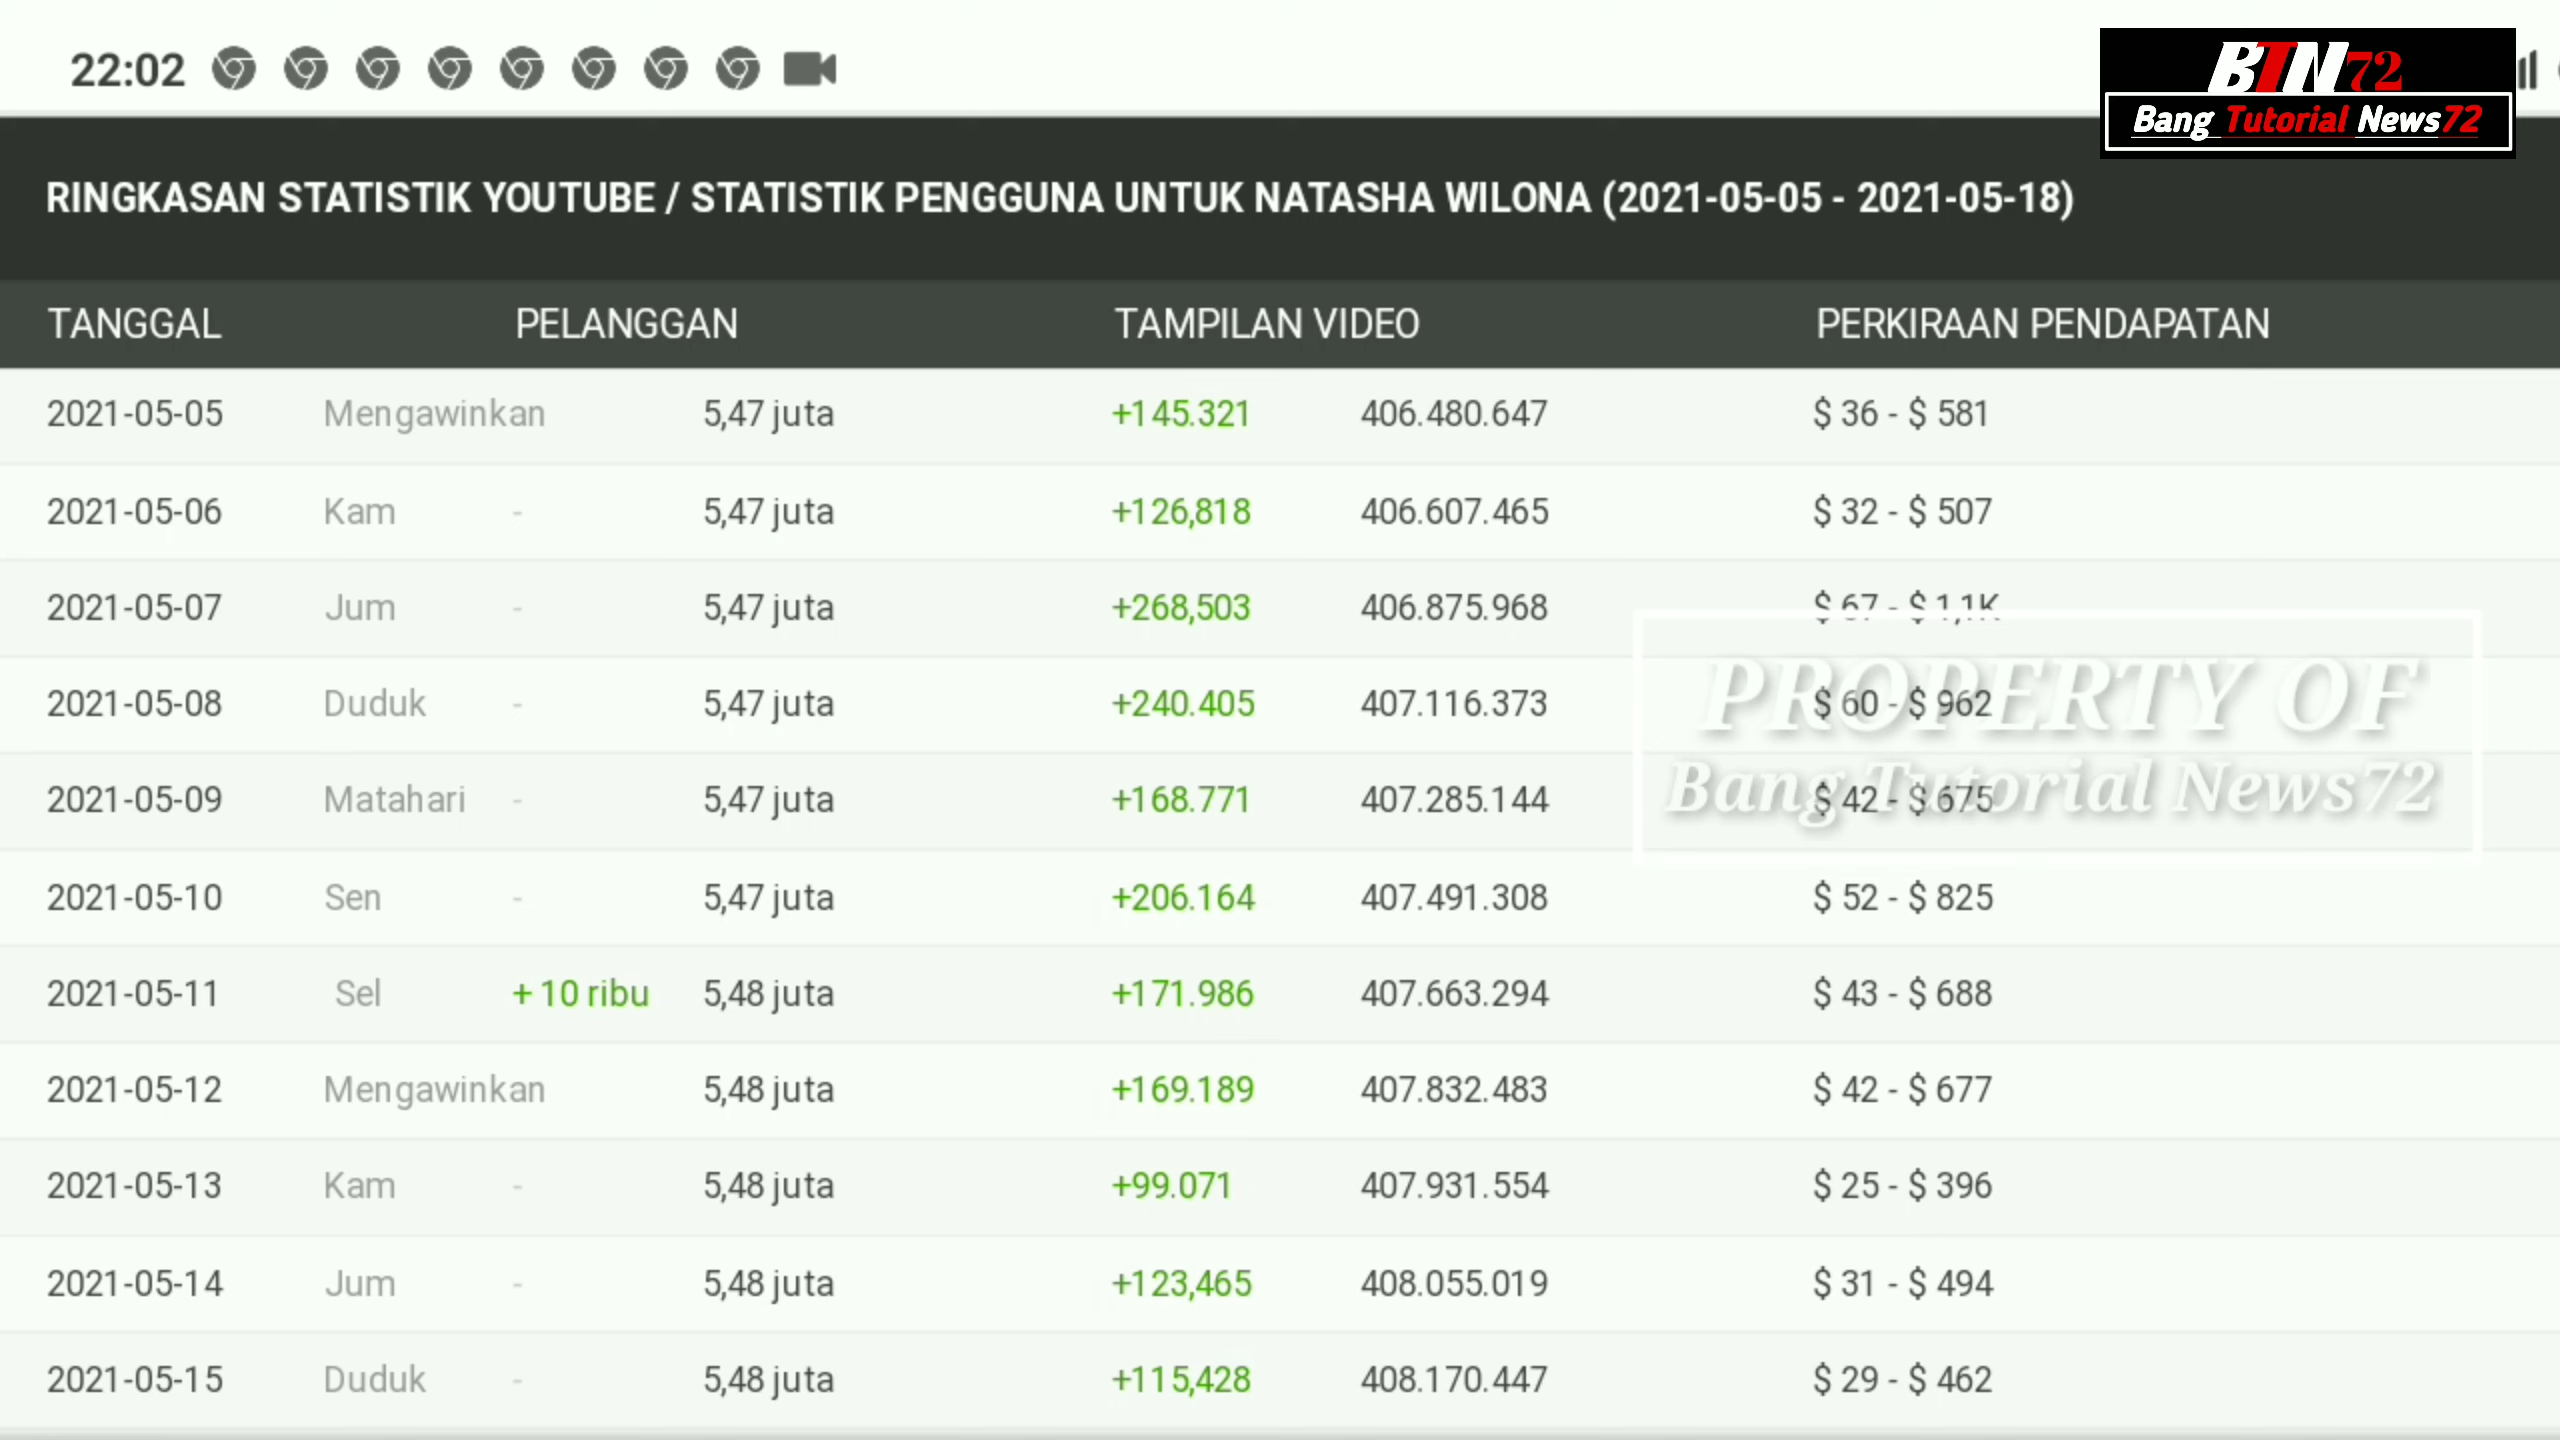 22:02
BTN72
Bang Tutorial News72
RINGKASAN STATISTIK YOUTUBE / STATISTIK PENGGUNA UNTUK NATASHA WILONA (2021-05-05 - 2021-05-18)
TANGGAL PELANGGAN TAMPILAN VIDEO PERKIRAAN PENDAPATAN
2021-05-05 Mengawinkan 5,47 juta +145.321 406.480.647 $ 36 - $ 581
2021-05-06 Kam - 5,47 juta +126,818 406.607.465 $ 32 - $ 507
2021-05-07 Jum - 5,47 juta +268,503 406.875.968 $ 67 - $ 1,1K
2021-05-08 Duduk - 5,47 juta +240.405 407.116.373 $ 60 - $ 962
PROPERTY OF
2021-05-09 Matahari - 5,47 juta +168.771 407.285.144 $ 42 - $ 675
Bang Tutorial News72
2021-05-10 Sen - 5,47 juta +206.164 407.491.308 $ 52 - $ 825
2021-05-11 Sel + 10 ribu 5,48 juta +171.986 407.663.294 $ 43 - $ 688
2021-05-12 Mengawinkan 5,48 juta +169.189 407.832.483 $ 42 - $ 677
2021-05-13 Kam - 5,48 juta +99.071 407.931.554 $ 25 - $ 396
2021-05-14 Jum - 5,48 juta +123,465 408.055.019 $ 31 - $ 494
2021-05-15 Duduk - 5,48 juta +115,428 408.170.447 $ 29 - $ 462